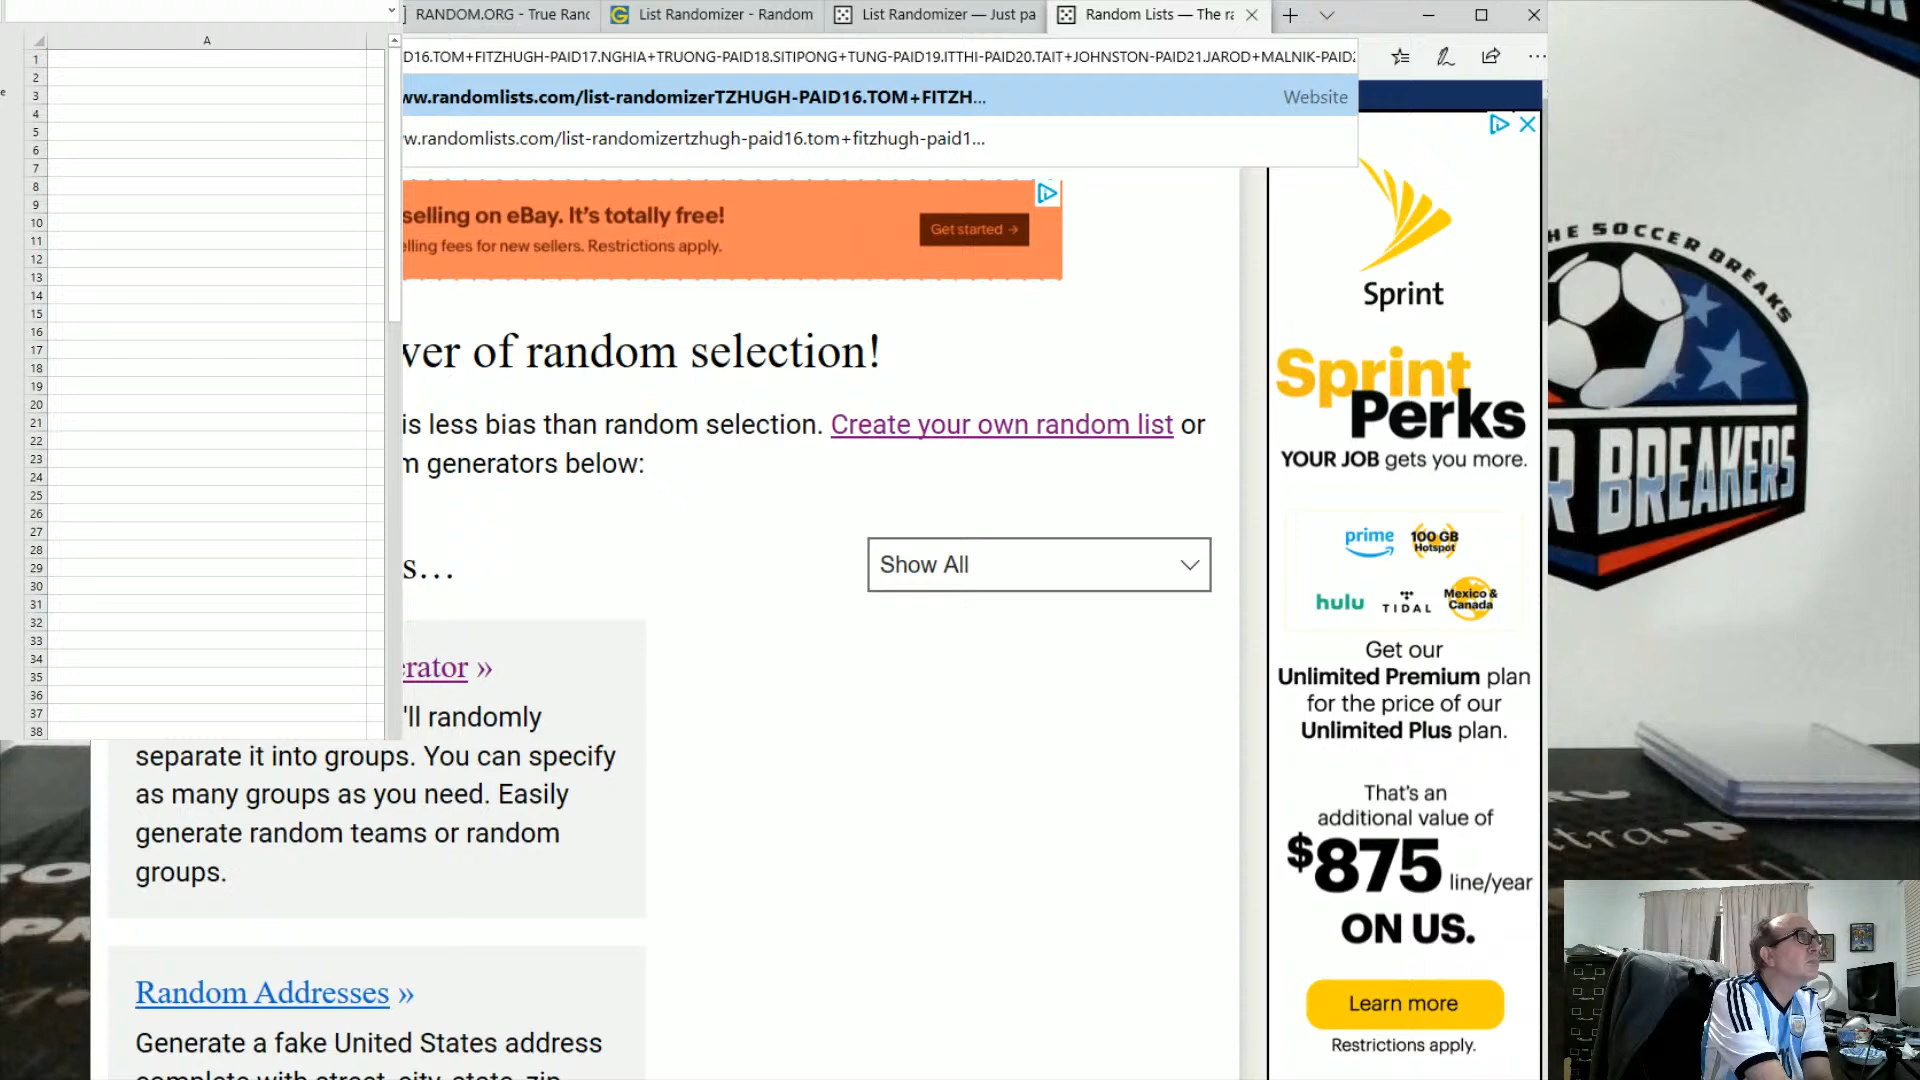 RANDOM.ORG - True Ranc
List Randomizer - Random
List Randomizer — Just pa
Random Lists — The ra
D16.TOM+FITZHUGH-PAID17.NGHIA+TRUONG-PAID18.SITIPONG+TUNG-PAID19.ITTHI-PAID20.TAIT+JOHNSTON-PAID21.JAROD+MALNIK-PAID2
ww.randomlists.com/list-randomizerTZHUGH-PAID16.TOM+FITZH...
Website
w.randomlists.com/list-randomizertzhugh-paid16.tom+fitzhugh-paid1...
A
1
2
3
4
5
6
7
8
9
10
11
12
13
14
15
16
17
18
19
20
21
22
23
24
25
26
27
28
29
30
31
32
33
34
35
36
37
38
selling on eBay. It's totally free!
elling fees for new sellers. Restrictions apply.
Get started →
ver of random selection!
is less bias than random selection. Create your own random list or
m generators below:
s...
Show All
erator »
'll randomly
separate it into groups. You can specify
as many groups as you need. Easily
generate random teams or random
groups.
Random Addresses »
Generate a fake United States address
complete with street, city, state, zip
Sprint
Sprint
Perks
YOUR JOB gets you more.
prime
100 GB
Hotspot
hulu
TIDAL
Mexico &
Canada
Get our
Unlimited Premium plan
for the price of our
Unlimited Plus plan.
That's an
additional value of
$875 line/year
ON US.
Learn more
Restrictions apply.
HE SOCCER BREAKS
R BREAKERS